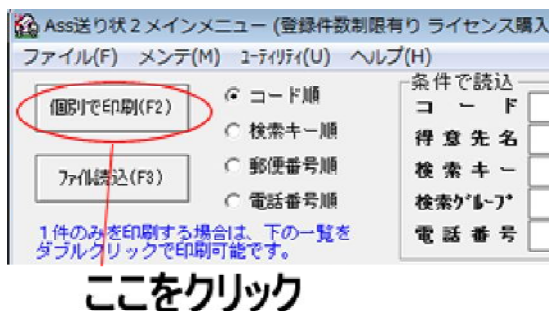 Ass送り状２メインメニュー (登録件数制限有り ライセンス購入
ファイル(F) メンテ(M) ﾕｰﾃｨﾘﾃｨ(U) ヘルプ(H)
個別で印刷(F2)
ﾌｧｲﾙ読込(F3)
コード順
検索キー順
郵便番号順
電話番号順
条件で読込
コード
得意先名
検索キー
検索ｸﾞﾙｰﾌﾟ
電話番号
１件のみを印刷する場合は、下の一覧を
ダブルクリックで印刷可能です。
ここをクリック